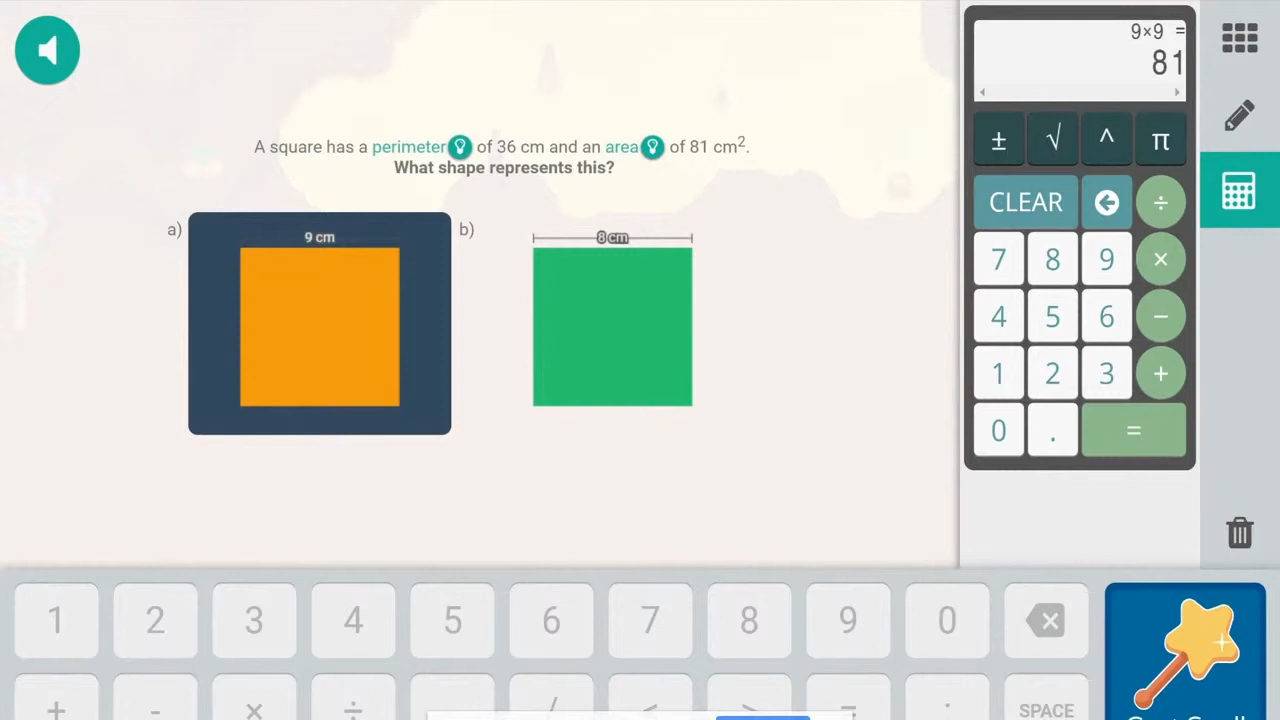 9×9 =
81
A square has a perimeter of 36 cm and an area of 81 cm².
What shape represents this?
a)
9 cm
b)
8 cm
± √ ^ π
CLEAR ÷
7 8 9 ×
4 5 6 −
1 2 3 +
0 . =
1 2 3 4 5 6 7 8 9 0
+ - × ÷ / < > = . SPACE